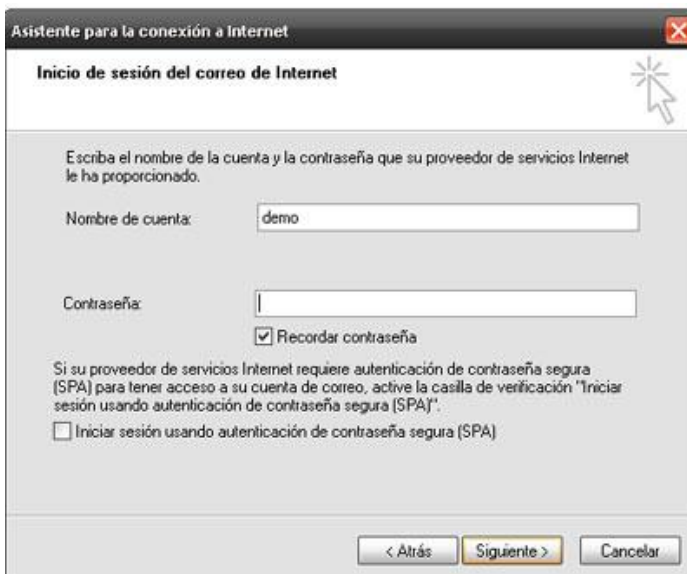 Asistente para la conexión a Internet
Inicio de sesión del correo de Internet
Escriba el nombre de la cuenta y la contraseña que su proveedor de servicios Internet
le ha proporcionado.
Nombre de cuenta: demo
Contraseña:
Recordar contraseña
Si su proveedor de servicios Internet requiere autenticación de contraseña segura
(SPA) para tener acceso a su cuenta de correo, active la casilla de verificación "Iniciar
sesión usando autenticación de contraseña segura (SPA)".
Iniciar sesión usando autenticación de contraseña segura (SPA)
< Atrás Siguiente > Cancelar